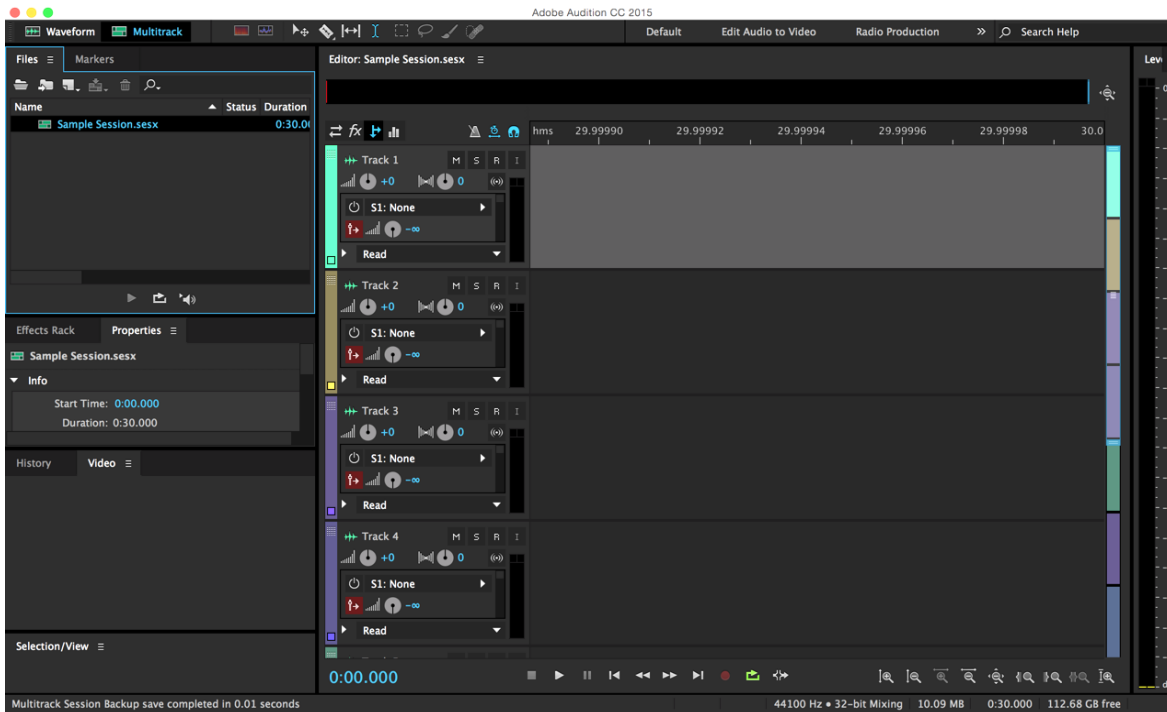 Adobe Audition CC 2015
Waveform Multitrack Default Edit Audio to Video Radio Production » Search Help
Files Markers
Name Status Duration
Sample Session.sesx 0:30.00
Effects Rack Properties
Sample Session.sesx
Info
Start Time: 0:00.000
Duration: 0:30.000
History Video
Selection/View
Editor: Sample Session.sesx
fx hms 29.99990 29.99992 29.99994 29.99996 29.99998 30.0
Track 1 M S R I
+0 0
S1: None
-∞
Read
Track 2 M S R I
+0 0
S1: None
-∞
Read
Track 3 M S R I
+0 0
S1: None
-∞
Read
Track 4 M S R I
+0 0
S1: None
-∞
Read
0:00.000
Leve
Multitrack Session Backup save completed in 0.01 seconds 44100 Hz • 32-bit Mixing 10.09 MB 0:30.000 112.68 GB free